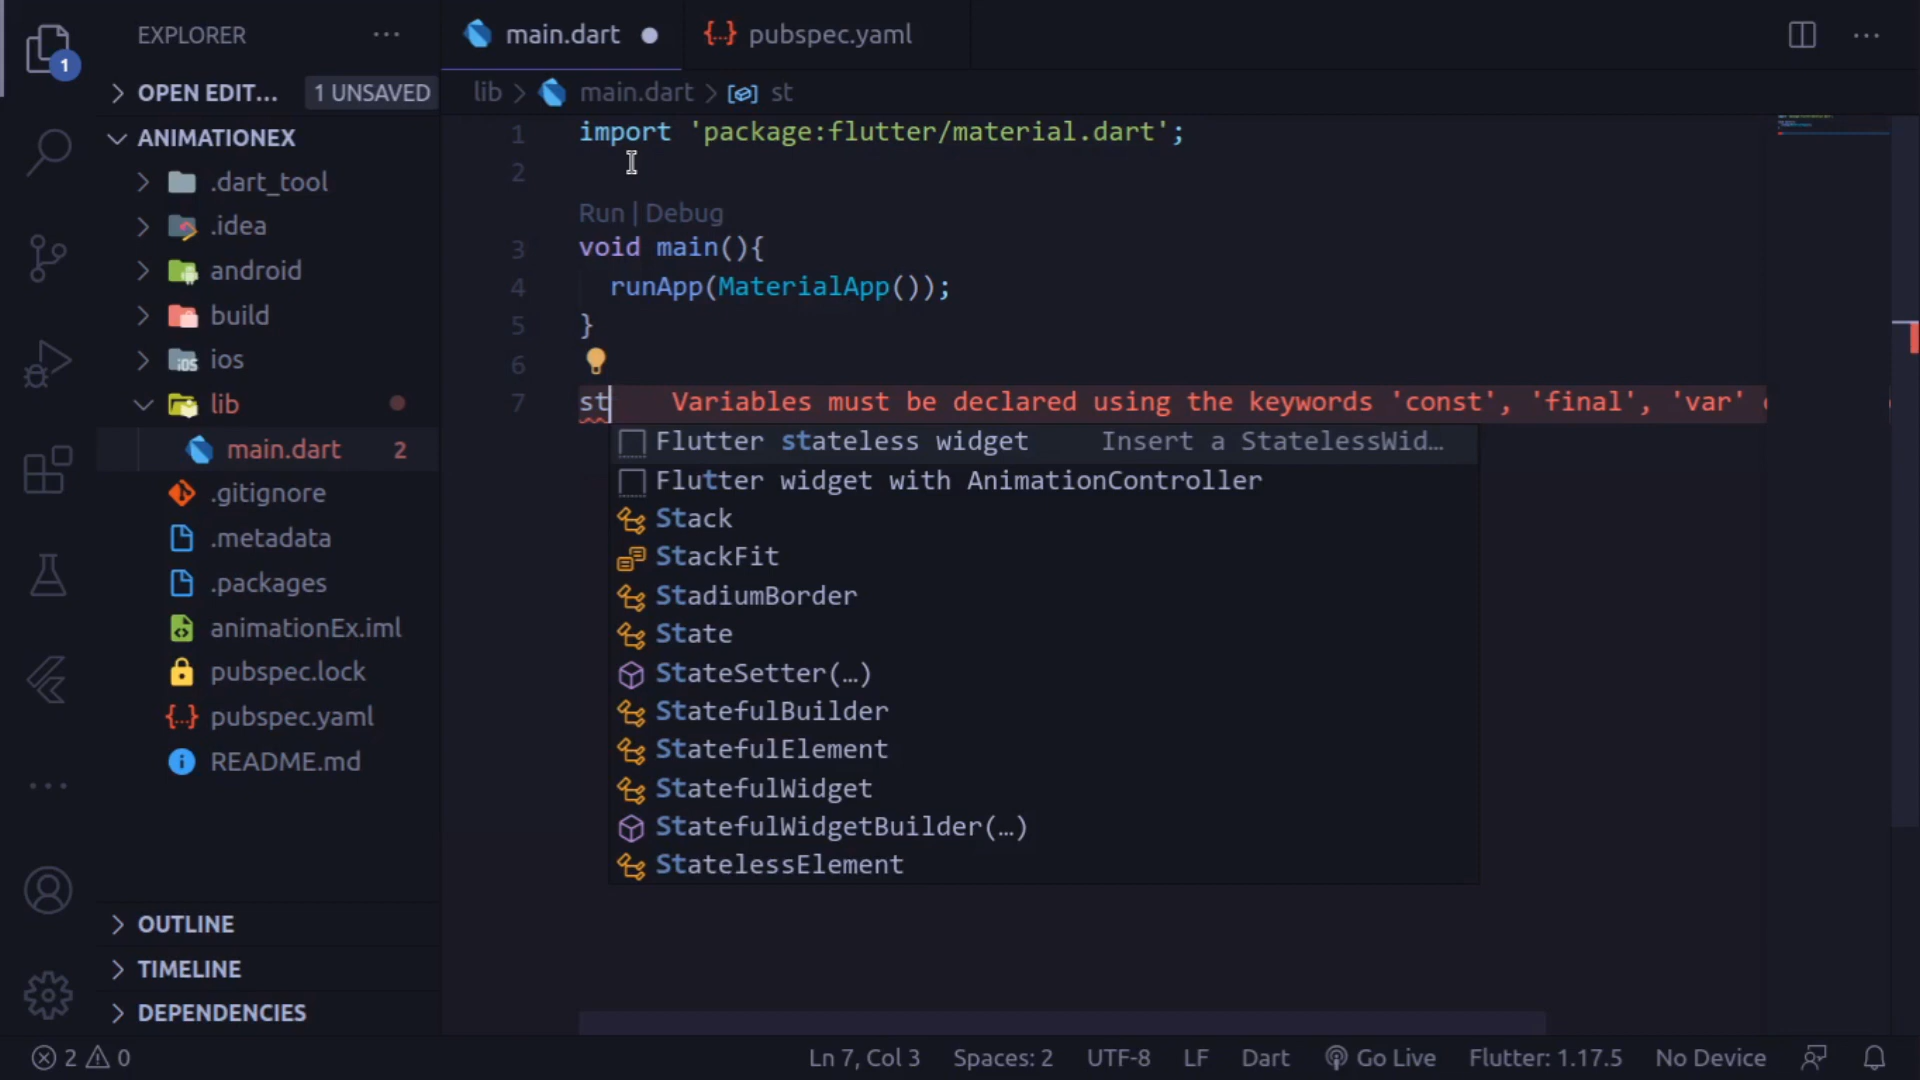 EXPLORER
1
OPEN EDIT... 1 UNSAVED
ANIMATIONEX
.dart_tool
.idea
android
build
ios
lib
main.dart 2
.gitignore
.metadata
.packages
animationEx.iml
pubspec.lock
pubspec.yaml
README.md
OUTLINE
TIMELINE
DEPENDENCIES
main.dart
{...} pubspec.yaml
lib > main.dart > st
1 import 'package:flutter/material.dart';
2
Run | Debug
3 void main(){
4 runApp(MaterialApp());
5 }
6
7 st Variables must be declared using the keywords 'const', 'final', 'var'
Flutter stateless widget Insert a StatelessWid…
Flutter widget with AnimationController
Stack
StackFit
StadiumBorder
State
StateSetter(…)
StatefulBuilder
StatefulElement
StatefulWidget
StatefulWidgetBuilder(…)
StatelessElement
2 0 Ln 7, Col 3 Spaces: 2 UTF-8 LF Dart Go Live Flutter: 1.17.5 No Device